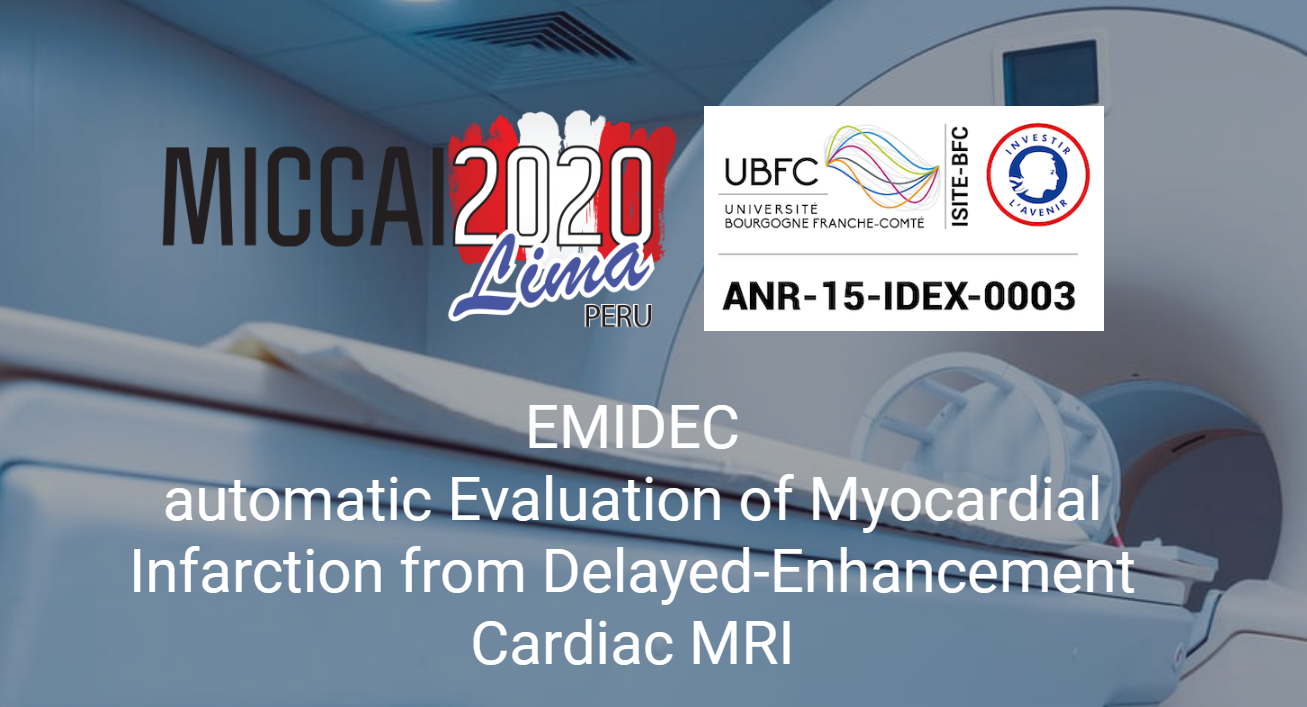 MICCAI2020
Lima
PERU
UBFC
UNIVERSITÉ
BOURGOGNE FRANCHE-COMTÉ
ISITE-BFC
INVESTIR
L'AVENIR
ANR-15-IDEX-0003
EMIDEC
automatic Evaluation of Myocardial
Infarction from Delayed-Enhancement
Cardiac MRI